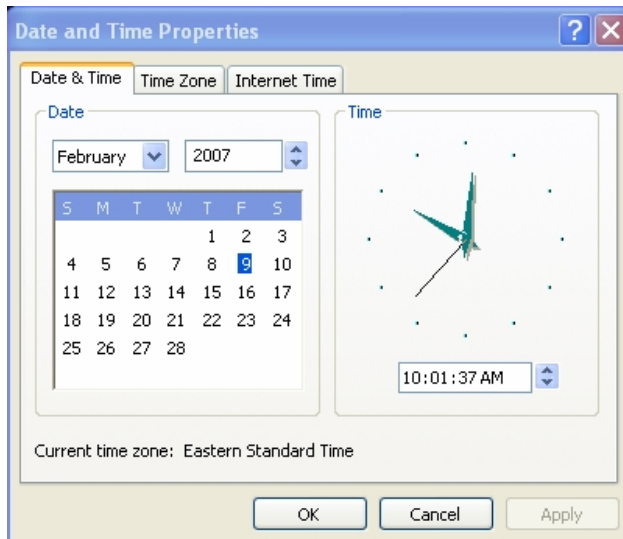 Date and Time Properties
Date & Time Time Zone Internet Time
Date
February 2007
S M T W T F S
1 2 3
4 5 6 7 8 9 10
11 12 13 14 15 16 17
18 19 20 21 22 23 24
25 26 27 28
Time
10:01:37 AM
Current time zone: Eastern Standard Time
OK Cancel Apply